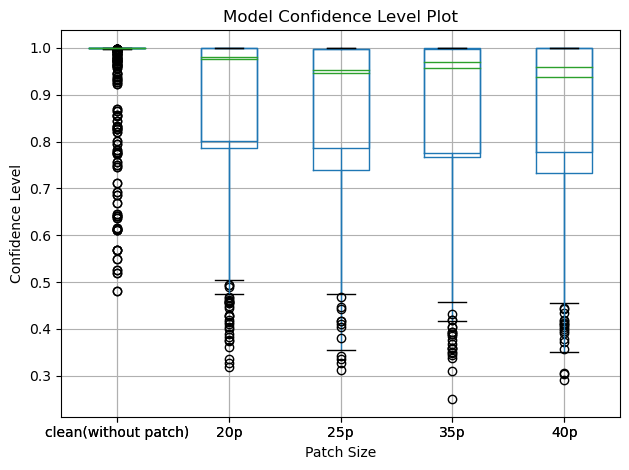 Model Confidence Level Plot
1.0
0.9
0.8
0.7
0.6
0.5
0.4
0.3
Confidence Level
clean(without patch) 20p 25p 35p 40p
Patch Size